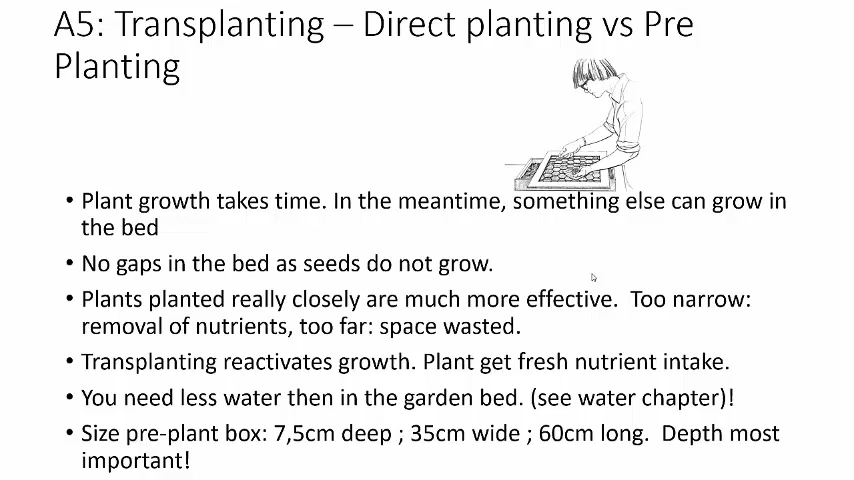 A5: Transplanting – Direct planting vs Pre
Planting
• Plant growth takes time. In the meantime, something else can grow in
the bed
• No gaps in the bed as seeds do not grow.
• Plants planted really closely are much more effective.  Too narrow:
removal of nutrients, too far: space wasted.
• Transplanting reactivates growth. Plant get fresh nutrient intake.
• You need less water then in the garden bed. (see water chapter)!
• Size pre-plant box: 7,5cm deep ; 35cm wide ; 60cm long.  Depth most
important!